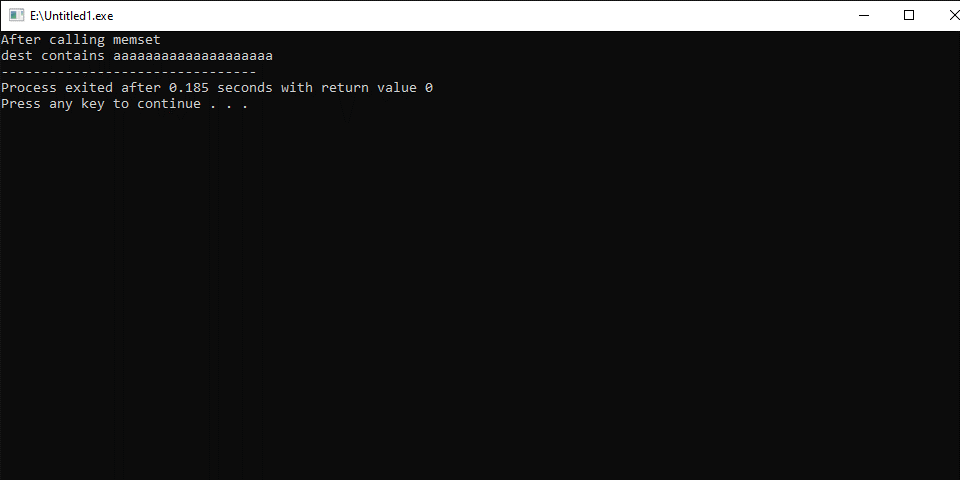 E:\Untitled1.exe
After calling memset
dest contains aaaaaaaaaaaaaaaaaaaa
--------------------------------
Process exited after 0.185 seconds with return value 0
Press any key to continue . . .